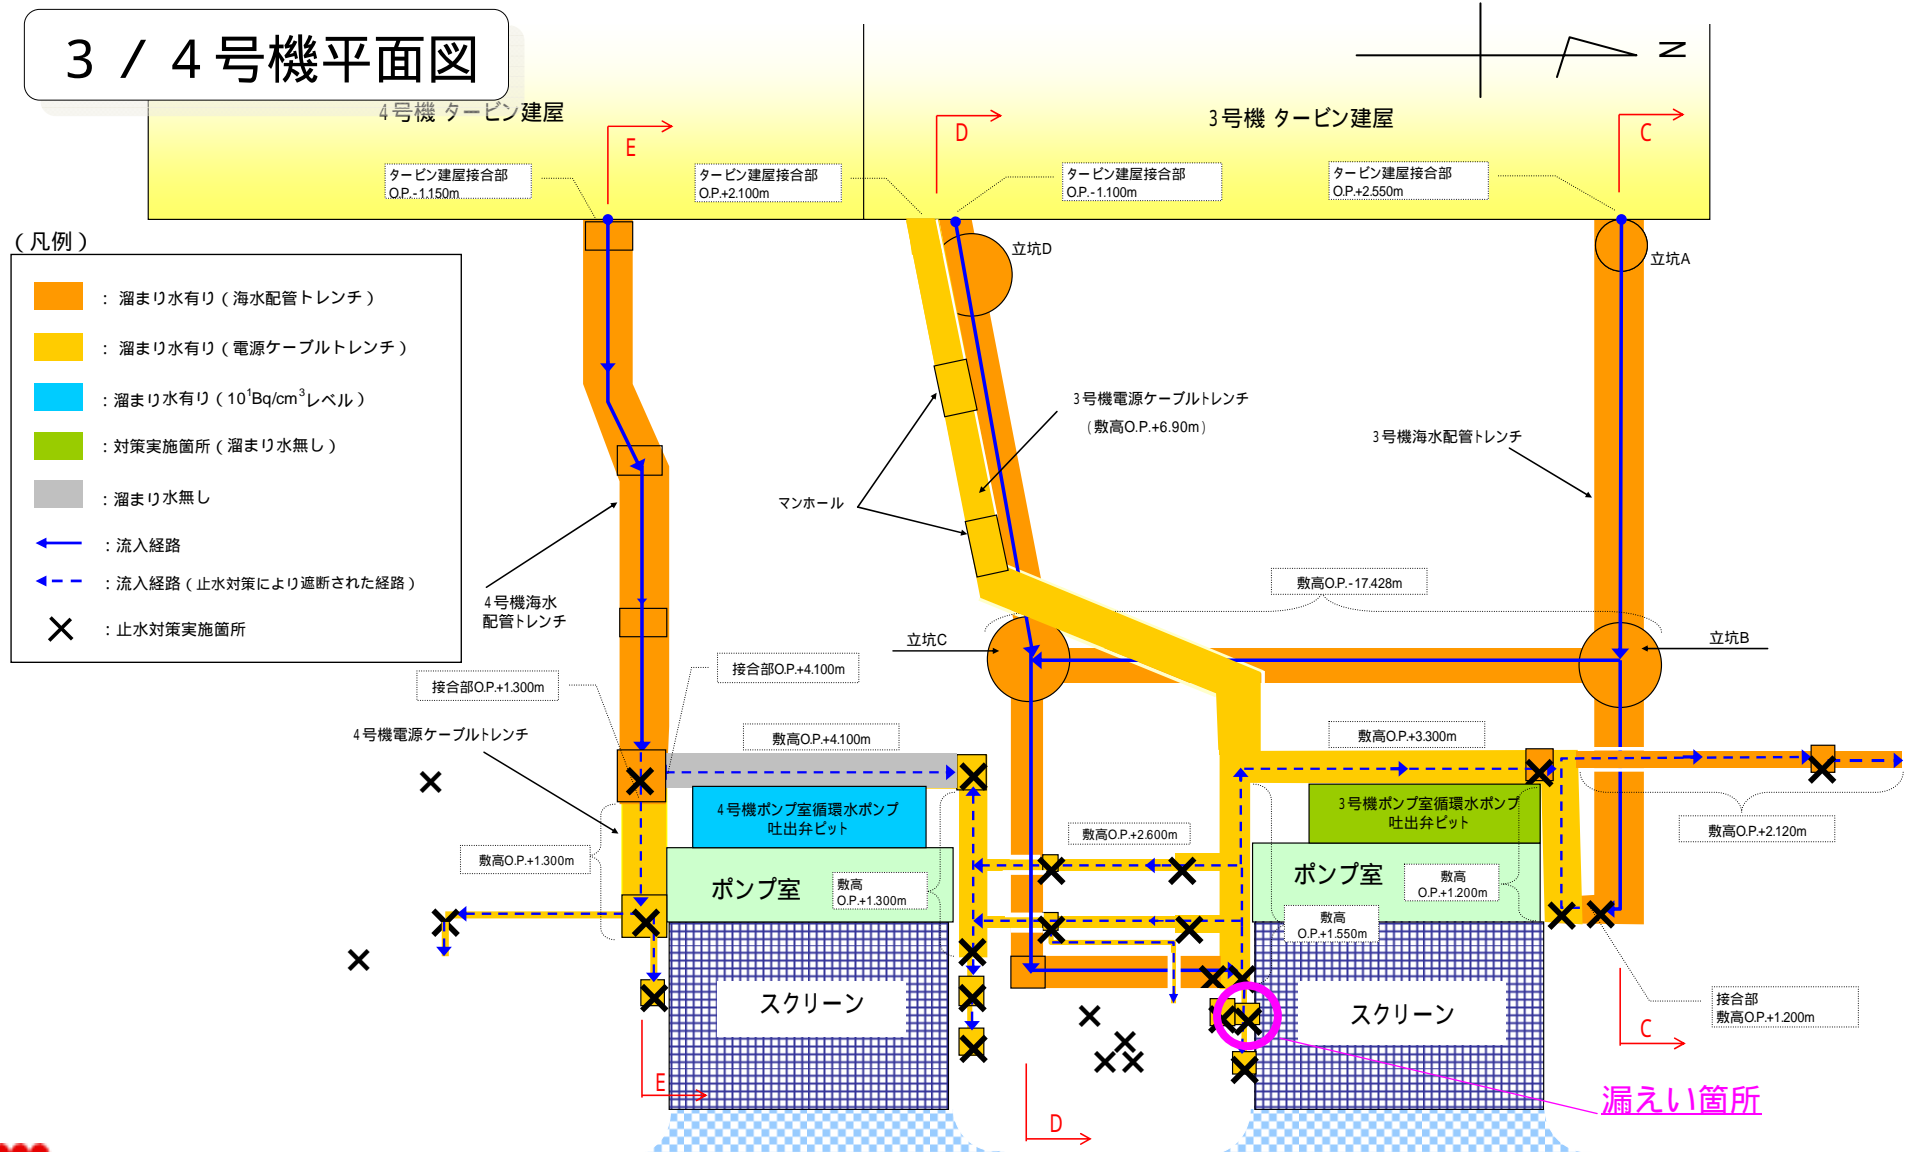 3 / 4 号機平面図
4号機 タービン建屋
3号機 タービン建屋
N
E
D
C
タービン建屋接合部
O.P.-1.150m
タービン建屋接合部
O.P.+2.100m
タービン建屋接合部
O.P.-1.100m
タービン建屋接合部
O.P.+2.550m
(凡例)
:溜まり水有り(海水配管トレンチ)
:溜まり水有り(電源ケーブルトレンチ)
:溜まり水有り(10¹Bq/cm³レベル)
:対策実施箇所(溜まり水無し)
:溜まり水無し
:流入経路
:流入経路(止水対策により遮断された経路)
:止水対策実施箇所
立坑D
立坑A
3号機電源ケーブルトレンチ
(敷高O.P.+6.90m)
3号機海水配管トレンチ
マンホール
4号機海水
配管トレンチ
敷高O.P.-17.428m
立坑C
立坑B
接合部O.P.+4.100m
接合部O.P.+1.300m
4号機電源ケーブルトレンチ
敷高O.P.+4.100m
敷高O.P.+3.300m
4号機ポンプ室循環水ポンプ
吐出弁ピット
3号機ポンプ室循環水ポンプ
吐出弁ピット
敷高O.P.+2.600m
敷高O.P.+2.120m
敷高O.P.+1.300m
ポンプ室
敷高
O.P.+1.300m
ポンプ室
敷高
O.P.+1.200m
敷高
O.P.+1.550m
スクリーン
スクリーン
接合部
敷高O.P.+1.200m
E
D
C
漏えい箇所